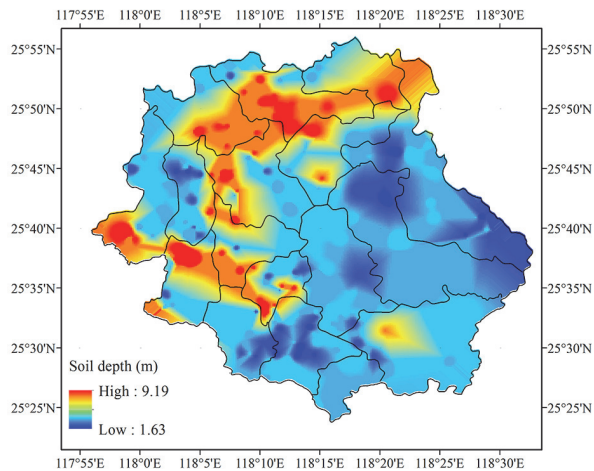 117°55'E 118°0'E 118°5'E 118°10'E 118°15'E 118°20'E 118°25'E 118°30'E
25°55'N 25°55'N
25°50'N 25°50'N
25°45'N 25°45'N
25°40'N 25°40'N
25°35'N 25°35'N
25°30'N 25°30'N
Soil depth (m)
High : 9.19
25°25'N 25°25'N
Low : 1.63
117°55'E 118°0'E 118°5'E 118°10'E 118°15'E 118°20'E 118°25'E 118°30'E